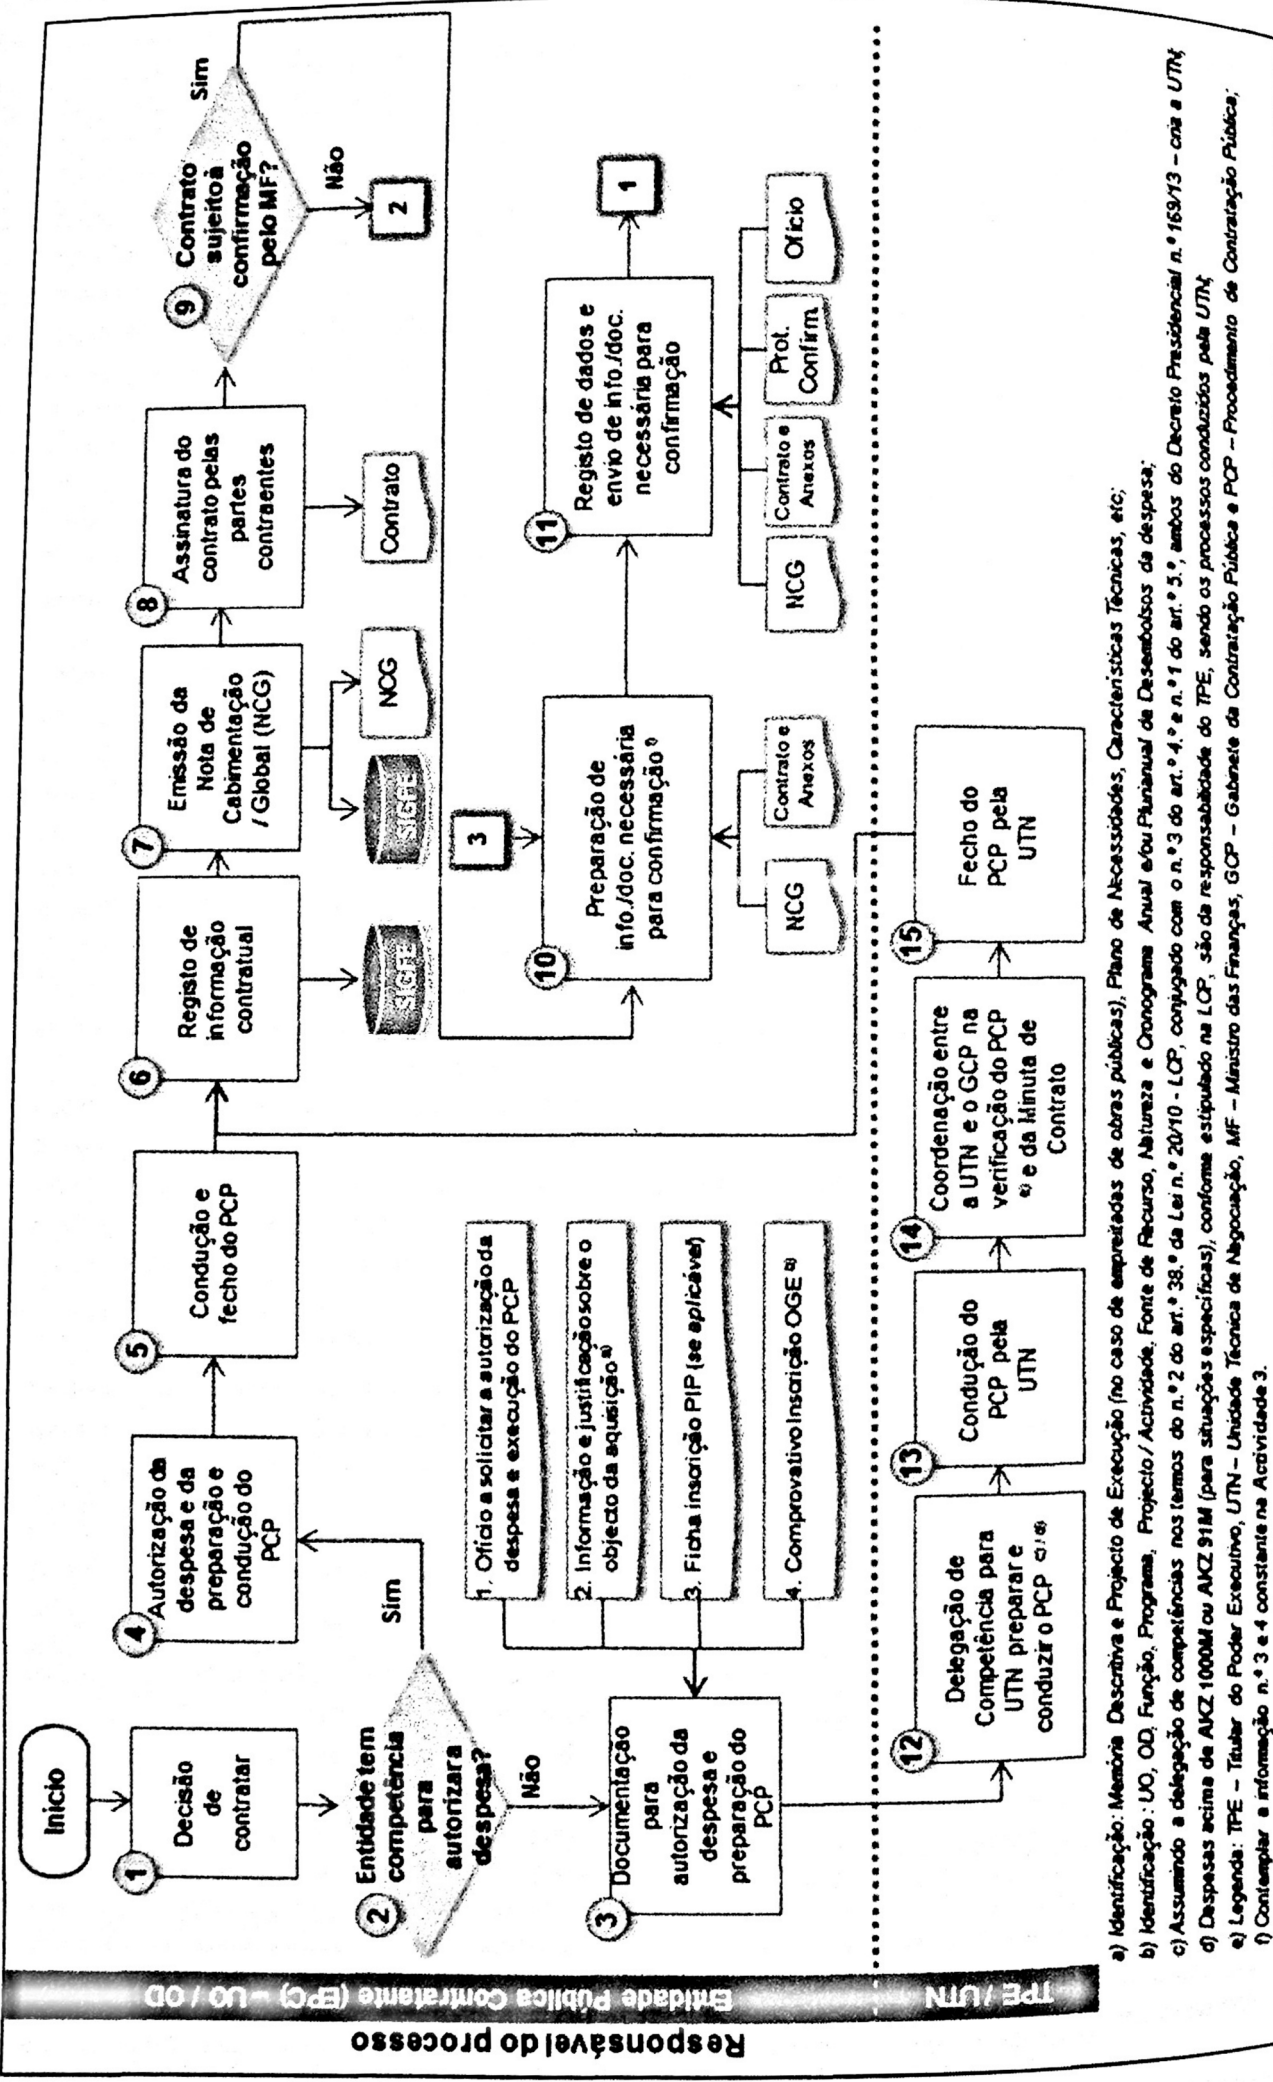 Responsável do processo
Entidade Pública Contratante (EPC) – UO / OD
TPE / UTN
Início
1
Decisão
de
contratar
2
Entidade tem
competência
para
autorizar a
despesa?
Sim
Não
3
Documentação
para
autorização da
despesa e
preparação do
PCP
1. Ofício a solicitar a autorização da
despesa e execução do PCP
2. Informação e justificação sobre o
objecto da aquisição a)
3. Ficha inscrição PIP (se aplicável)
4. Comprovativo Inscrição OGE b)
4
Autorização da
despesa e da
preparação e
condução do
PCP
5
Condução e
fecho do PCP
6
Registo de
informação
contratual
SIGFE
7
Emissão da
Nota de
Cabimentação
/ Global (NCG)
SIGFE
NCG
8
Assinatura do
contrato pelas
partes
contraentes
Contrato
9
Contrato
sujeito à
confirmação
pelo MF?
Sim
Não
2
3
10
Preparação de
info./doc. necessária
para confirmação f)
NCG
Contrato e
Anexos
11
Registo de dados e
envio de info./doc.
necessária para
confirmação
1
NCG
Contrato e
Anexos
Prot.
Confirm.
Ofício
12
Delegação de
Competência para
UTN preparar e
conduzir o PCP c) / d)
13
Condução do
PCP pela
UTN
14
Coordenação entre
a UTN e o GCP na
verificação do PCP
e) e da Minuta de
Contrato
15
Fecho do
PCP pela
UTN
a) Identificação: Memória Descritiva e Projecto de Execução (no caso de empreitadas de obras públicas), Plano de Necessidades, Características Técnicas, etc;
b) Identificação : UO, OD, Função, Programa, Projecto / Actividade, Fonte de Recurso, Natureza e Cronograma Anual e/ou Plurianual de Desembolsos da despesa;
c) Assumindo a delegação de competências nos termos do n.º 2 do art.º 38.º da Lei n.º 20/10 - LCP, conjugado com o n.º 3 do art.º 4.º e n.º 1 do art.º 5.º, ambos do Decreto Presidencial n.º 169/13 – cria a UTN;
d) Despesas acima de AKZ 1000M ou AKZ 91M (para situações específicas), conforme estipulado na LCP, são da responsabilidade do TPE, sendo os processos conduzidos pela UTN;
e) Legenda: TPE – Titular do Poder Executivo, UTN – Unidade Técnica de Negociação, MF – Ministro das Finanças, GCP – Gabinete da Contratação Pública e PCP – Procedimento de Contratação Pública;
f) Contemplar a informação n.º 3 e 4 constante na Actividade 3.